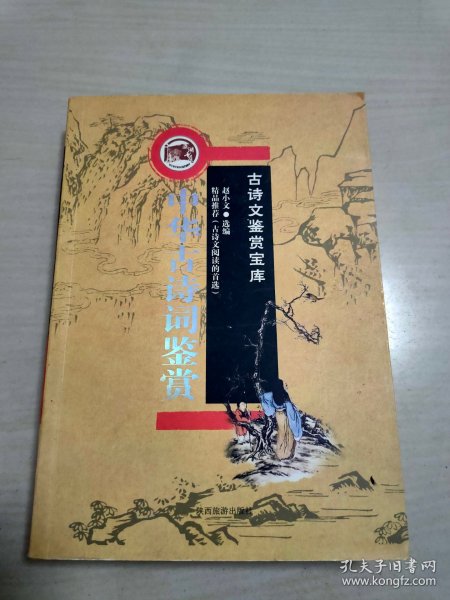 古诗文鉴赏宝库
赵小文●选编
精品推荐(古诗文阅读的首选)
中华古诗词鉴赏
陕西旅游出版社
孔夫子旧书网
www.kongfz.com